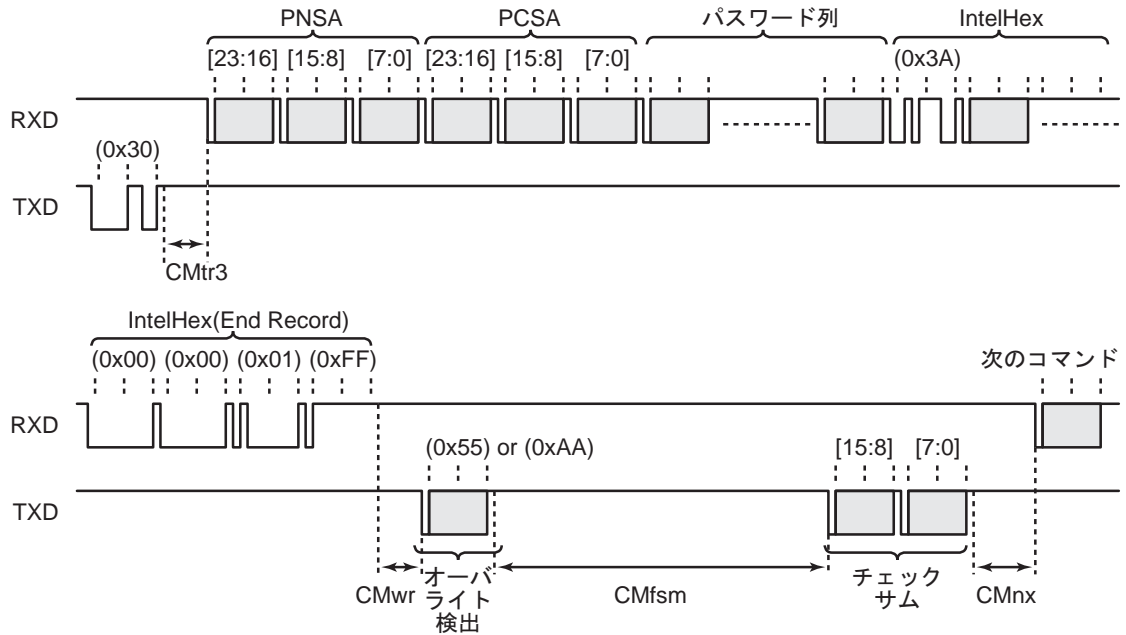 PNSA PCSA パスワード列 IntelHex
[23:16] [15:8] [7:0] [23:16] [15:8] [7:0] (0x3A)
RXD
(0x30)
TXD
CMtr3
IntelHex(End Record)
(0x00) (0x00) (0x01) (0xFF) 次のコマンド
RXD
(0x55) or (0xAA) [15:8] [7:0]
TXD
CMwr オーバ
ライト
検出 CMfsm チェック
サム CMnx